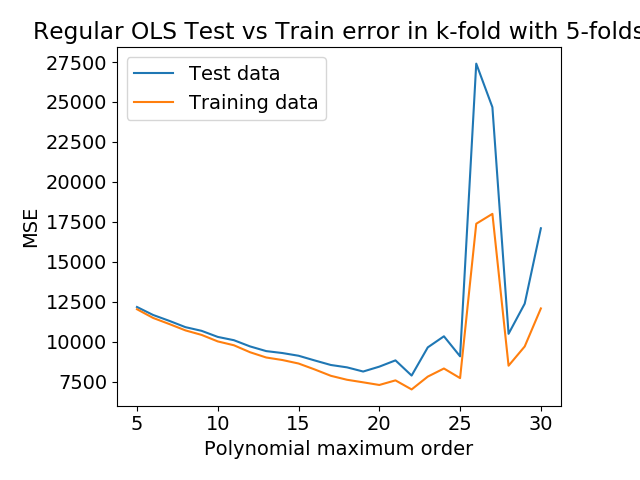 Regular OLS Test vs Train error in k-fold with 5-folds
27500
25000
22500
20000
17500
15000
12500
10000
7500
MSE
Test data
Training data
5 10 15 20 25 30
Polynomial maximum order